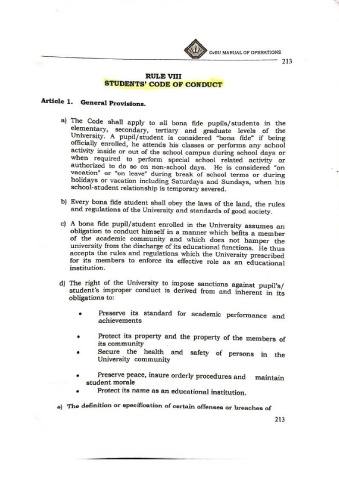 OzSU MANUAL OF OPERATIONS
213
RULE VIII
STUDENTS' CODE OF CONDUCT
Article 1. General Provisions.
a) The Code shall apply to all bona fide pupils/students in the
elementary, secondary, tertiary and graduate levels of the
University. A pupil/student is considered "bona fide" if being
officially enrolled, he attends his classes or performs any school
activity inside or out of the school campus during school days or
when required to perform special school related activity or
authorized to do so on non-school days. He is considered "on
vacation" or "on leave" during break of school terms or during
holidays or vacation including Saturdays and Sundays, when his
school-student relationship is temporary severed.
b) Every bona fide student shall obey the laws of the land, the rules
and regulations of the University and standards of good society.
c) A bona fide pupil/student enrolled in the University assumes an
obligation to conduct himself in a manner which befits a member
of the academic community and which does not hamper the
university from the discharge of its educational functions. He thus
accepts the rules and regulations which the University prescribed
for its members to enforce its effective role as an educational
institution.
d) The right of the University to impose sanctions against pupil's/
student's improper conduct is derived from and inherent in its
obligations to:
• Preserve its standard for academic performance and
achievements
• Protect its property and the property of the members of
its community
• Secure the health and safety of persons in the
University community
• Preserve peace, insure orderly procedures and maintain
student morale
• Protect its name as an educational institution.
e) The definition or specification of certain offenses or breaches of
213